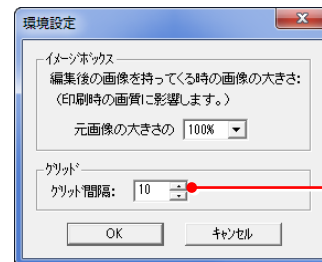 環境設定
イメージボックス
編集後の画像を持ってくる時の画像の大きさ:
(印刷時の画質に影響します。)
元画像の大きさの 100%
グリッド
グリッド間隔: 10
OK キャンセル